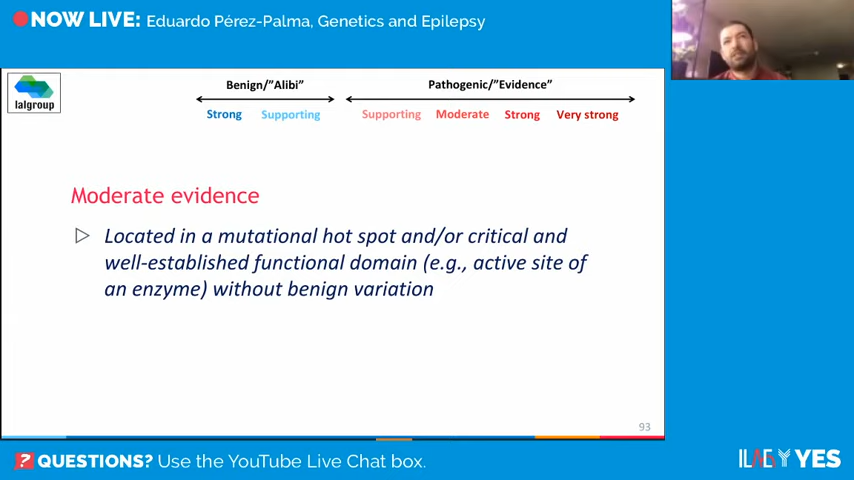 NOW LIVE: Eduardo Pérez-Palma, Genetics and Epilepsy
lalgroup
Benign/"Alibi"
Pathogenic/"Evidence"
Strong
Supporting
Supporting
Moderate
Strong
Very strong
Moderate evidence
Located in a mutational hot spot and/or critical and
well-established functional domain (e.g., active site of
an enzyme) without benign variation
93
? QUESTIONS? Use the YouTube Live Chat box.
ILAE YES